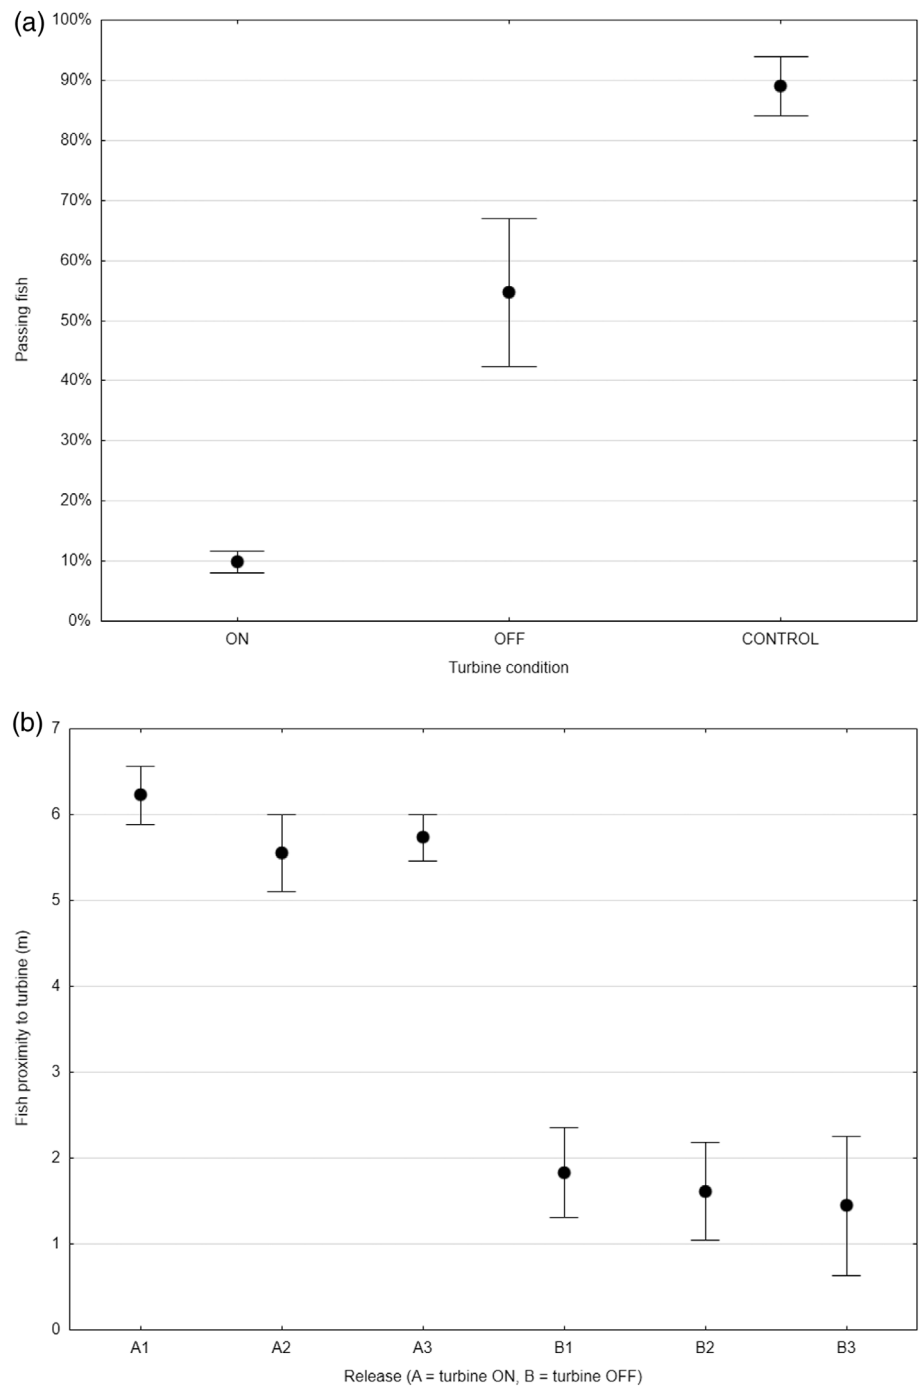 (a)
100%
90%
80%
70%
60%
50%
40%
30%
20%
10%
0%
Passing fish
ON OFF CONTROL
Turbine condition
(b)
7
6
5
4
3
2
1
0
Fish proximity to turbine (m)
A1 A2 A3 B1 B2 B3
Release (A = turbine ON, B = turbine OFF)